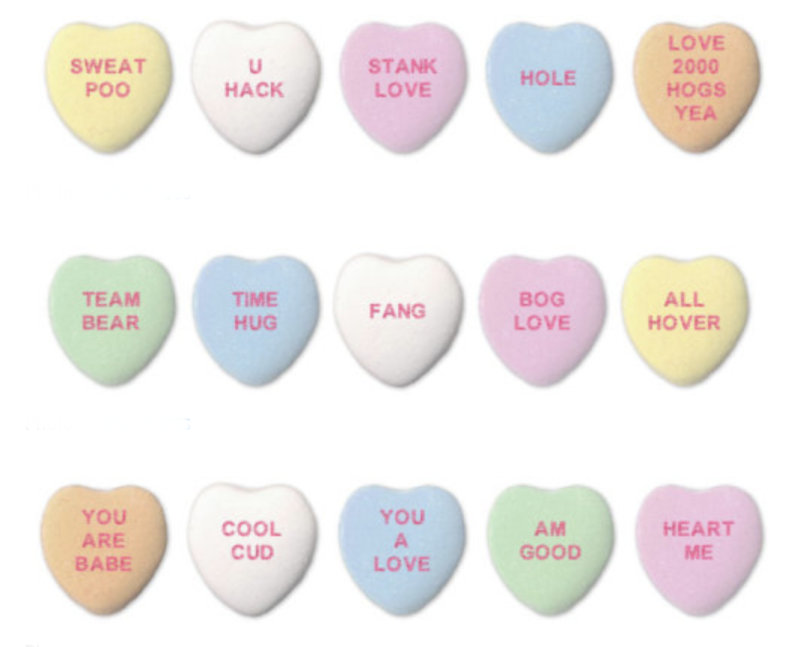 SWEAT
POO
U
HACK
STANK
LOVE
HOLE
LOVE
2000
HOGS
YEA
TEAM
BEAR
TIME
HUG
FANG
BOG
LOVE
ALL
HOVER
YOU
ARE
BABE
COOL
CUD
YOU
A
LOVE
AM
GOOD
HEART
ME